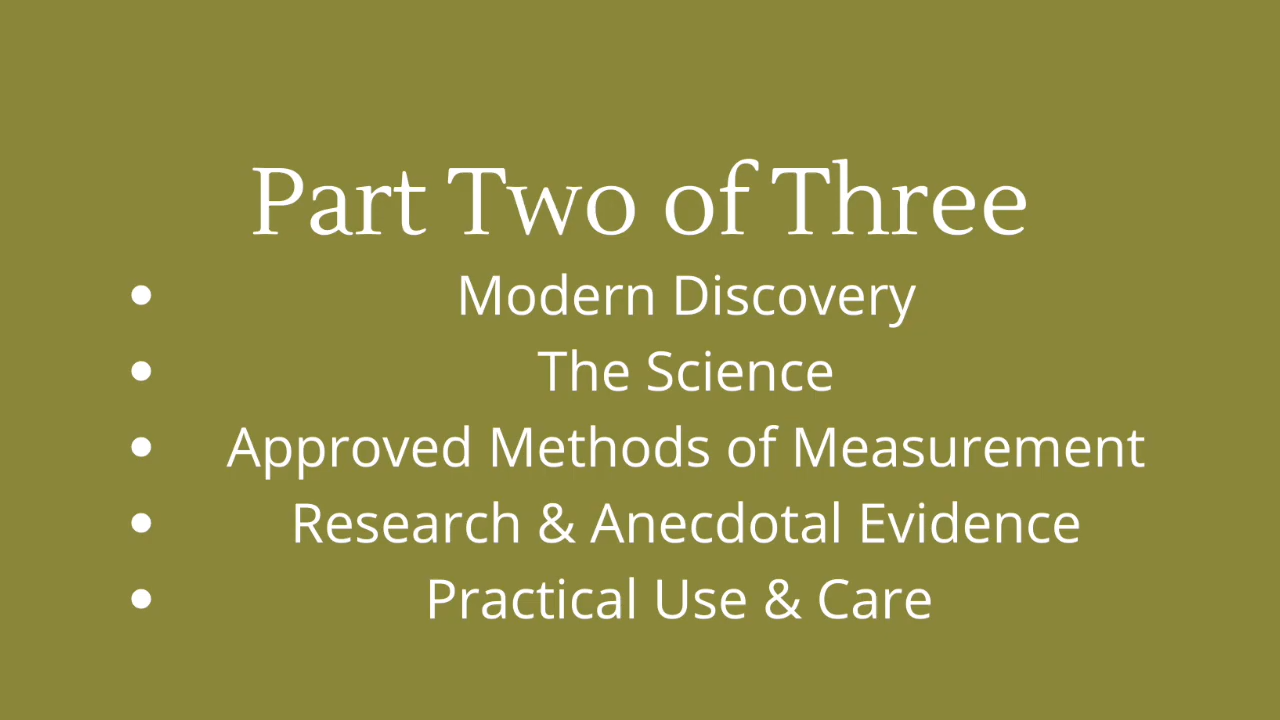 Part Two of Three
• Modern Discovery
• The Science
• Approved Methods of Measurement
• Research & Anecdotal Evidence
• Practical Use & Care